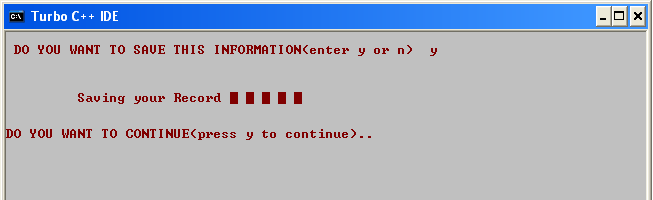 Turbo C++ IDE
DO YOU WANT TO SAVE THIS INFORMATION(enter y or n)  y
Saving your Record █ █ █ █ █
DO YOU WANT TO CONTINUE(press y to continue)..